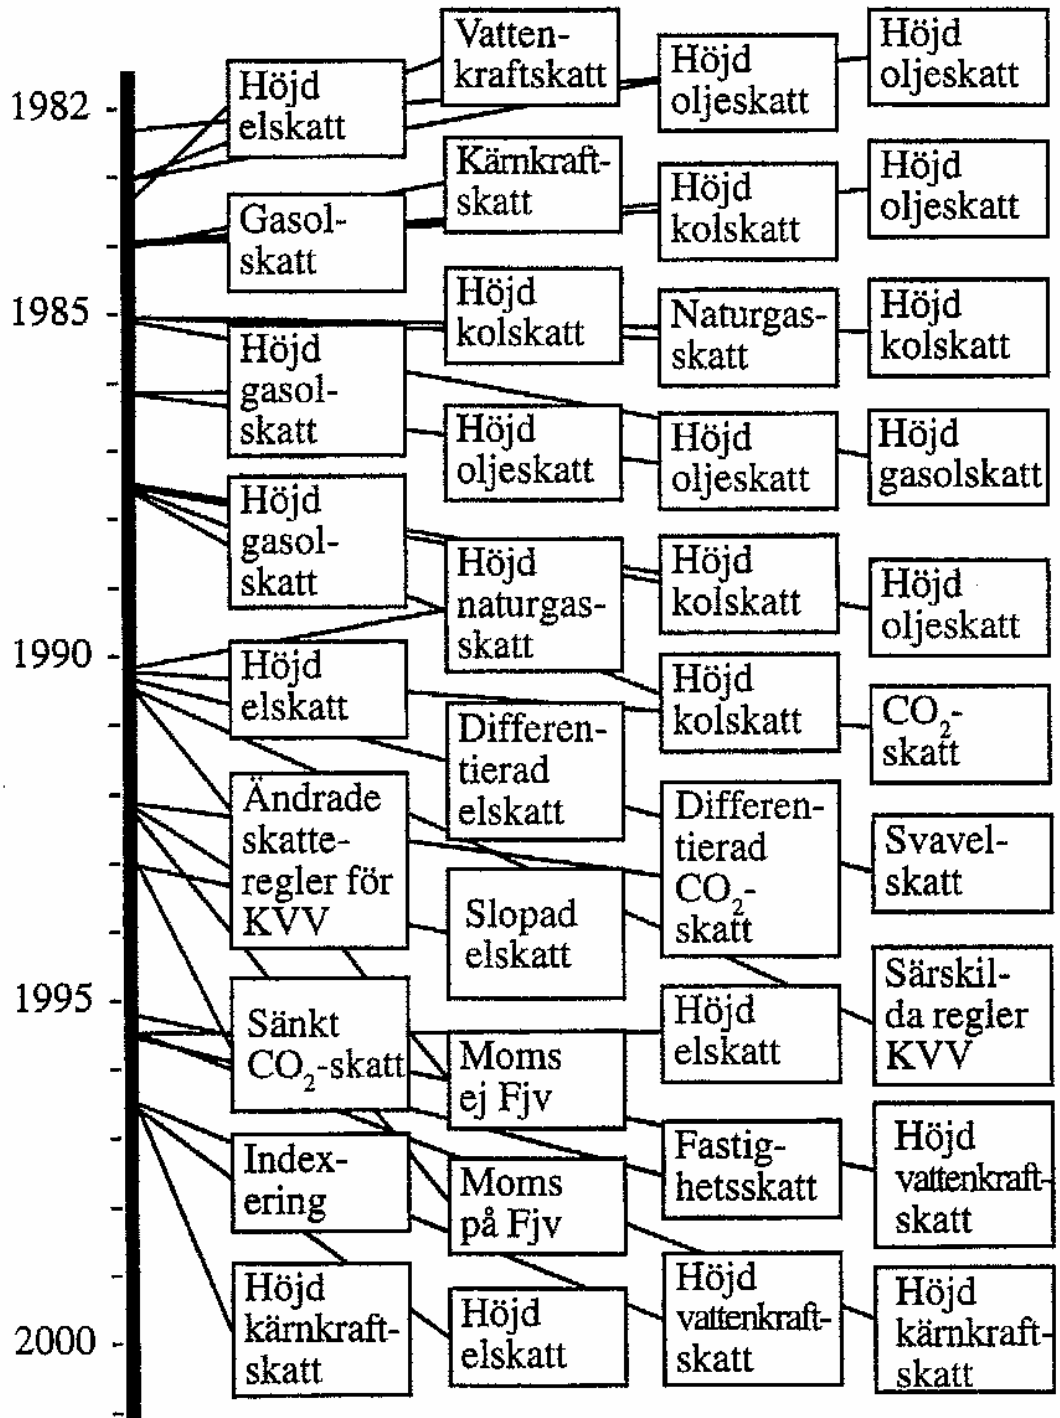 1982
1985
1990
1995
2000
Höjd
elskatt
Gasol-
skatt
Höjd
gasol-
skatt
Höjd
gasol-
skatt
Höjd
elskatt
Ändrade
skatte-
regler för
KVV
Sänkt
CO₂-skatt
Index-
ering
Höjd
kärnkraft-
skatt
Vatten-
kraftskatt
Kärnkraft-
skatt
Höjd
kolskatt
Höjd
oljeskatt
Höjd
naturgas-
skatt
Differen-
tierad
elskatt
Slopad
elskatt
Moms
ej Fjv
Moms
på Fjv
Höjd
elskatt
Höjd
oljeskatt
Höjd
kolskatt
Naturgas-
skatt
Höjd
oljeskatt
Höjd
kolskatt
Höjd
kolskatt
Differen-
tierad
CO₂-
skatt
Höjd
elskatt
Fastig-
hetsskatt
Höjd
vattenkraft-
skatt
Höjd
oljeskatt
Höjd
oljeskatt
Höjd
kolskatt
Höjd
gasolskatt
Höjd
oljeskatt
CO₂-
skatt
Svavel-
skatt
Särskil-
da regler
KVV
Höjd
vattenkraft-
skatt
Höjd
kärnkraft-
skatt